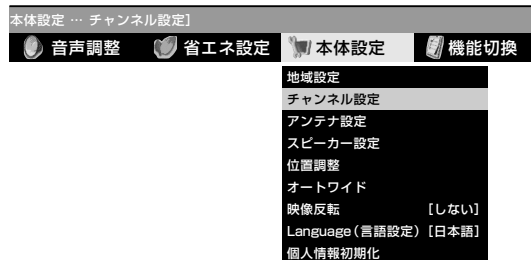 本体設定 … チャンネル設定]
音声調整 省エネ設定 本体設定 機能切換
地域設定
チャンネル設定
アンテナ設定
スピーカー設定
位置調整
オートワイド
映像反転 [しない]
Language(言語設定) [日本語]
個人情報初期化